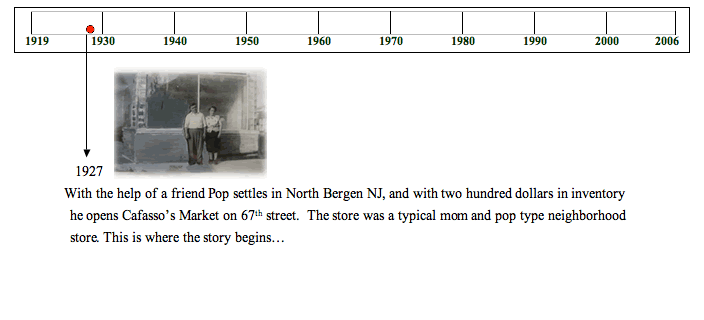 1919 1930 1940 1950 1960 1970 1980 1990 2000 2006
1927
With the help of a friend Pop settles in North Bergen NJ, and with two hundred dollars in inventory
he opens Cafasso’s Market on 67th street. The store was a typical mom and pop type neighborhood
store. This is where the story begins…